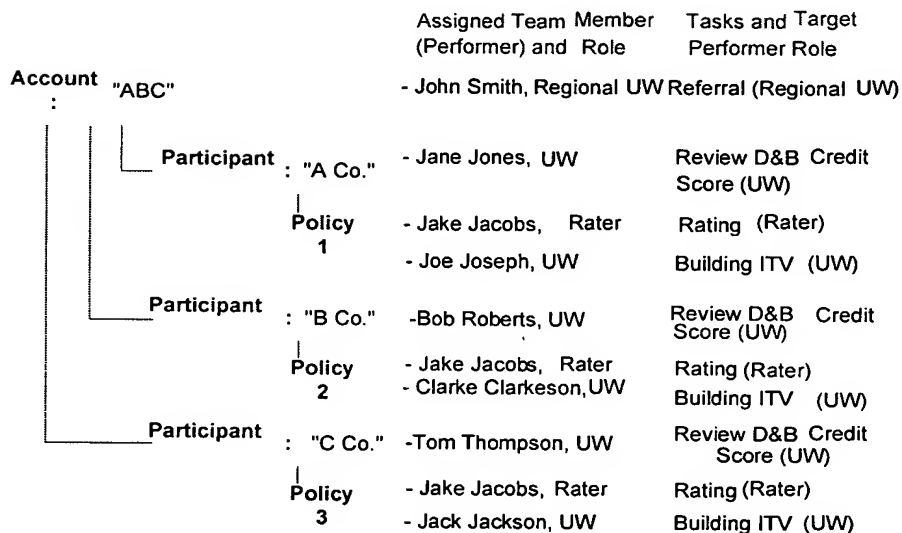 Assigned Team Member Tasks and Target
(Performer) and Role Performer Role
Account "ABC" - John Smith, Regional UW Referral (Regional UW)
:
Participant : "A Co." - Jane Jones, UW Review D&B Credit
Score (UW)
Policy - Jake Jacobs, Rater Rating (Rater)
1
- Joe Joseph, UW Building ITV (UW)
Participant : "B Co." -Bob Roberts, UW Review D&B Credit
Score (UW)
Policy - Jake Jacobs, Rater Rating (Rater)
2 - Clarke Clarkeson, UW Building ITV (UW)
Participant : "C Co." -Tom Thompson, UW Review D&B Credit
Score (UW)
Policy - Jake Jacobs, Rater Rating (Rater)
3 - Jack Jackson, UW Building ITV (UW)